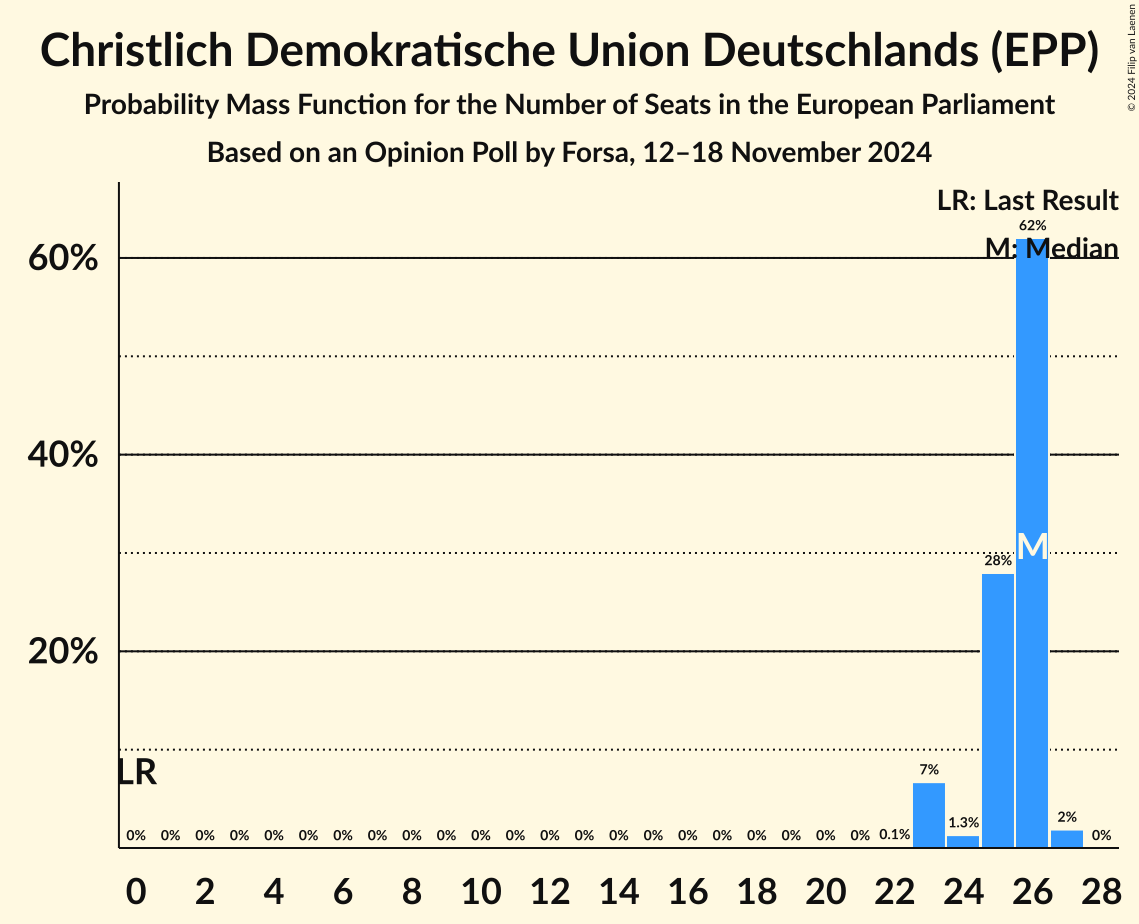 Christlich Demokratische Union Deutschlands (EPP)
Probability Mass Function for the Number of Seats in the European Parliament
Based on an Opinion Poll by Forsa, 12–18 November 2024
© 2024 Filip van Laenen
LR: Last Result
M: Median
62%
60%
40%
20%
M
28%
LR
7%
1.3%
2%
0% 0% 0% 0% 0% 0% 0% 0% 0% 0% 0% 0% 0% 0% 0% 0% 0% 0% 0% 0% 0% 0% 0.1% 0%
0 2 4 6 8 10 12 14 16 18 20 22 24 26 28